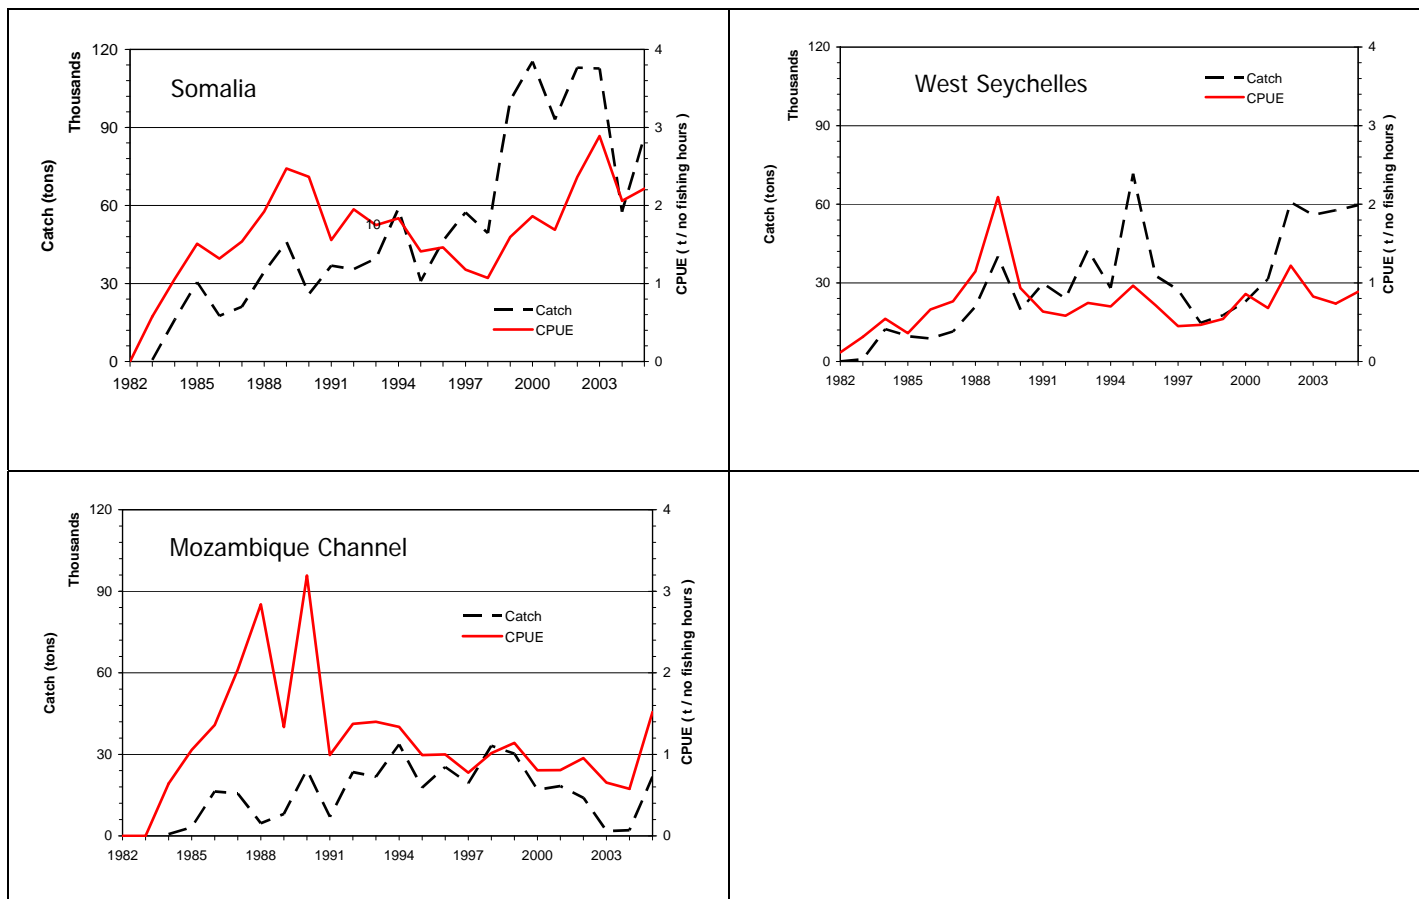 Somalia
Thousands
Catch (tons)
CPUE ( t / no fishing hours )
120
90
60
30
0
4
3
2
1
0
10
Catch
CPUE
1982 1985 1988 1991 1994 1997 2000 2003
West Seychelles
Thousands
Catch (tons)
CPUE ( t / no fishing hours )
120
90
60
30
0
4
3
2
1
0
Catch
CPUE
1982 1985 1988 1991 1994 1997 2000 2003
Mozambique Channel
Thousands
Catch (tons)
CPUE ( t / no fishing hours )
120
90
60
30
0
4
3
2
1
0
Catch
CPUE
1982 1985 1988 1991 1994 1997 2000 2003